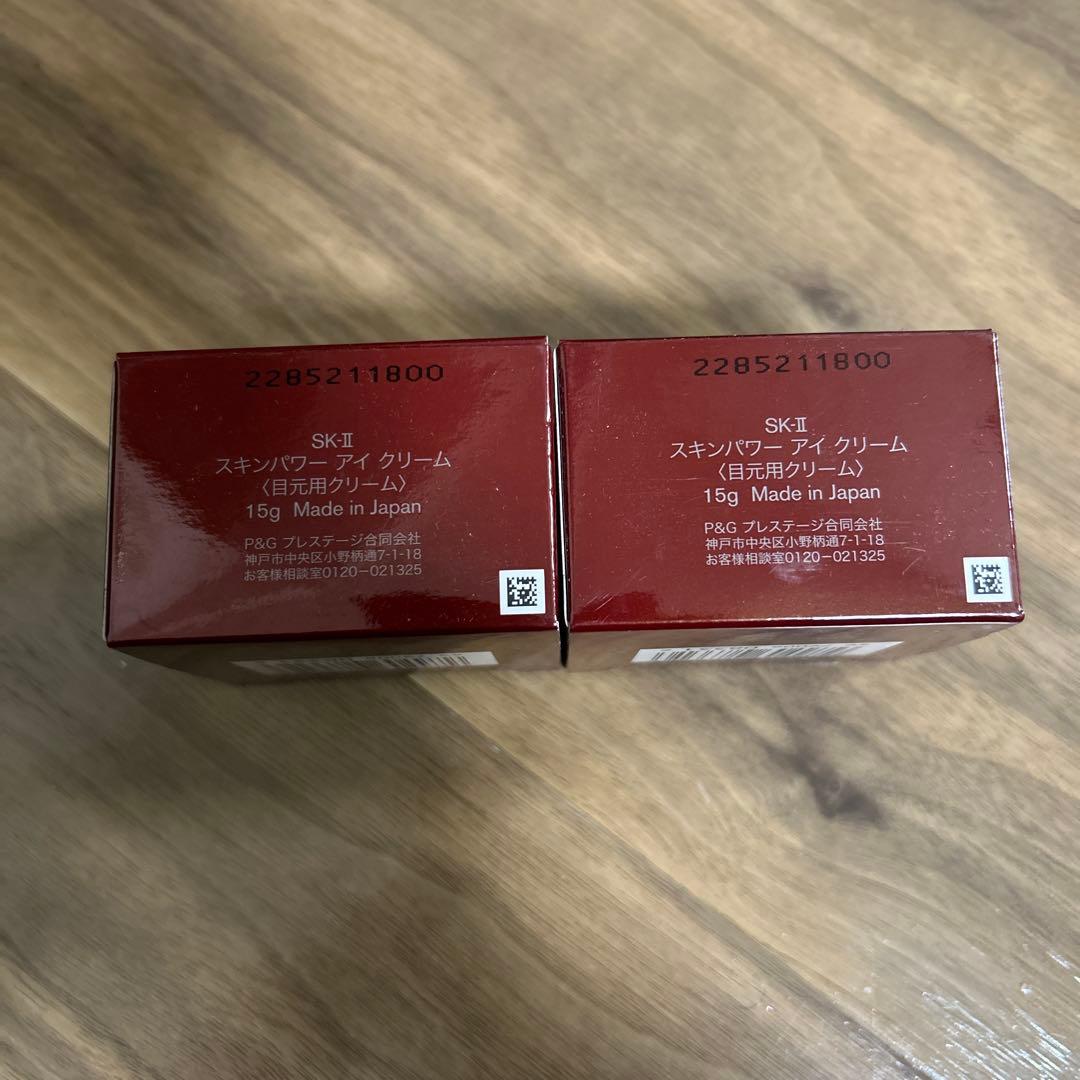 2285211800
SK-Ⅱ
スキンパワー アイ クリーム
〈目元用クリーム〉
15g Made in Japan
P&G プレステージ合同会社
神戸市中央区小野柄通7-1-18
お客様相談室0120-021325
2285211800
SK-Ⅱ
スキンパワー アイ クリーム
〈目元用クリーム〉
15g Made in Japan
P&G プレステージ合同会社
神戸市中央区小野柄通7-1-18
お客様相談室0120-021325